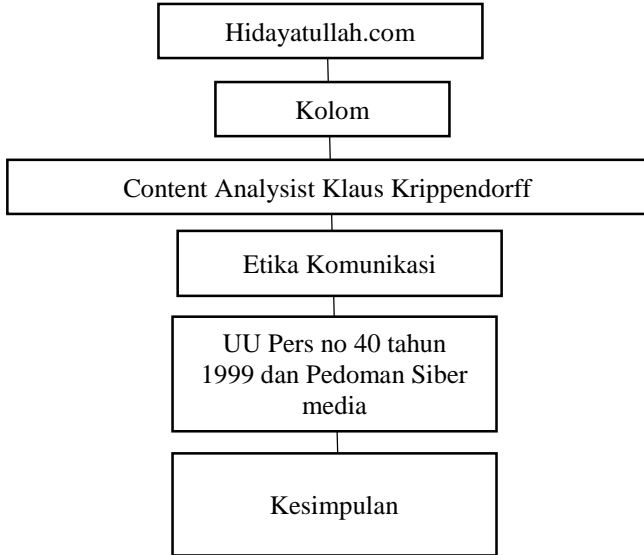 Hidayatullah.com
Kolom
Content Analysist Klaus Krippendorff
Etika Komunikasi
UU Pers no 40 tahun
1999 dan Pedoman Siber
media
Kesimpulan